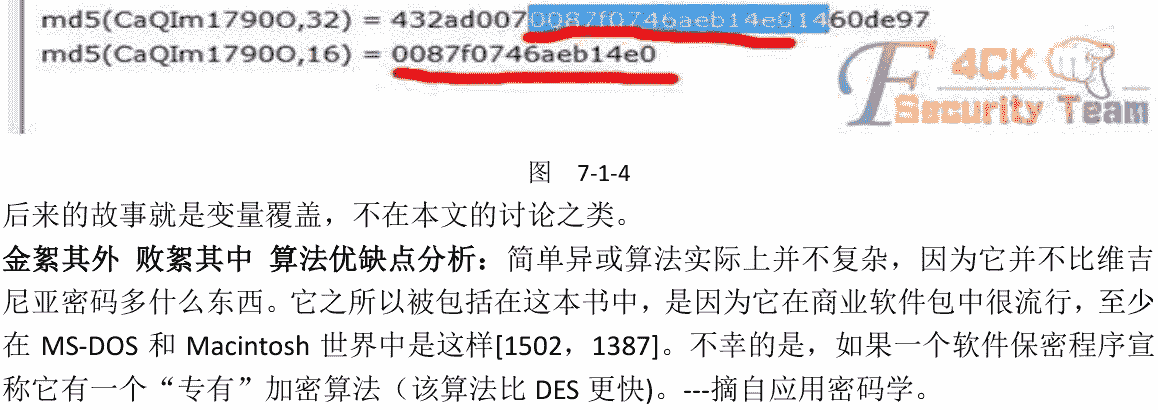 md5(CaQIm1790O,32) = 432ad0070087f0746aeb14e01460de97
md5(CaQIm1790O,16) = 0087f0746aeb14e0
F4CK
Security Team
图 7-1-4
后来的故事就是变量覆盖，不在本文的讨论之类。
金絮其外 败絮其中 算法优缺点分析：简单异或算法实际上并不复杂，因为它并不比维吉
尼亚密码多什么东西。它之所以被包括在这本书中，是因为它在商业软件包中很流行，至少
在 MS-DOS 和 Macintosh 世界中是这样[1502，1387]。不幸的是，如果一个软件保密程序宣
称它有一个“专有”加密算法（该算法比 DES 更快)。---摘自应用密码学。